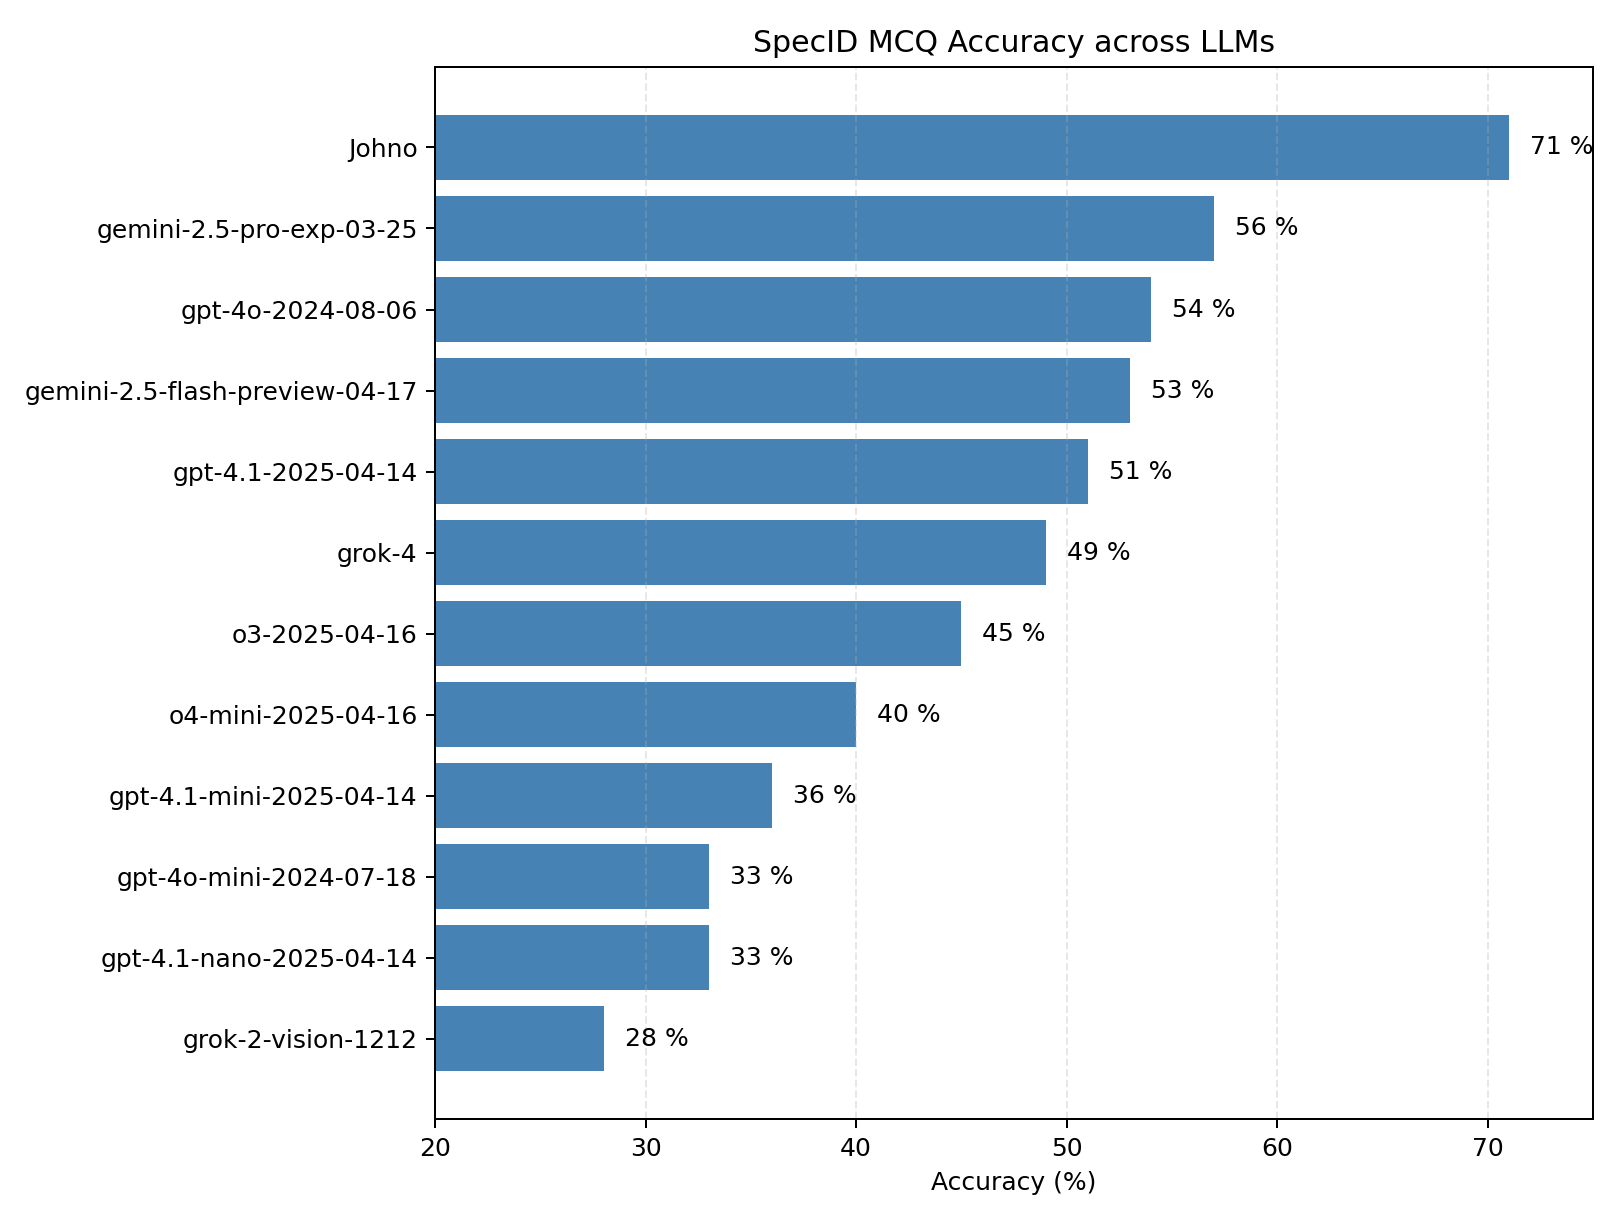 SpecID MCQ Accuracy across LLMs
Johno
71 %
gemini-2.5-pro-exp-03-25
56 %
gpt-4o-2024-08-06
54 %
gemini-2.5-flash-preview-04-17
53 %
gpt-4.1-2025-04-14
51 %
grok-4
49 %
o3-2025-04-16
45 %
o4-mini-2025-04-16
40 %
gpt-4.1-mini-2025-04-14
36 %
gpt-4o-mini-2024-07-18
33 %
gpt-4.1-nano-2025-04-14
33 %
grok-2-vision-1212
28 %
20 30 40 50 60 70
Accuracy (%)